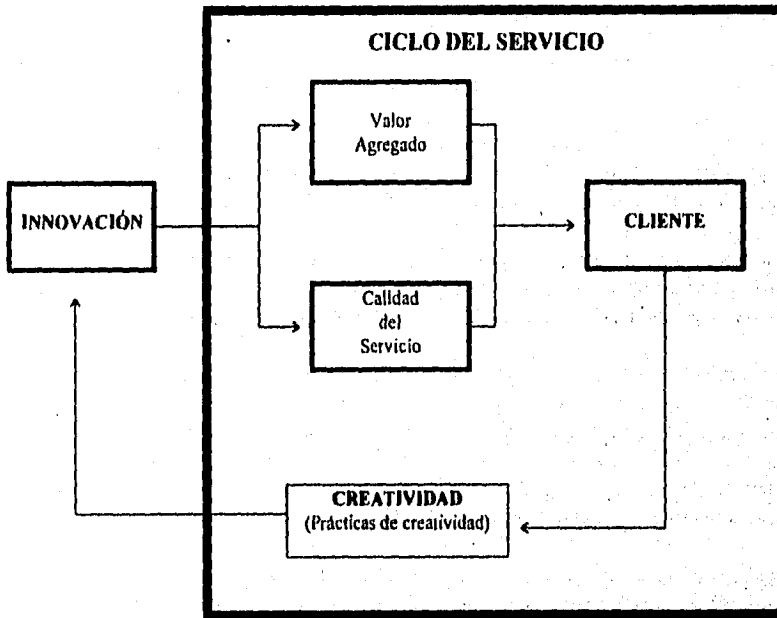 CICLO DEL SERVICIO
Valor
Agregado
INNOVACIÓN
CLIENTE
Calidad
del
Servicio
CREATIVIDAD
(Prácticas de creatividad)